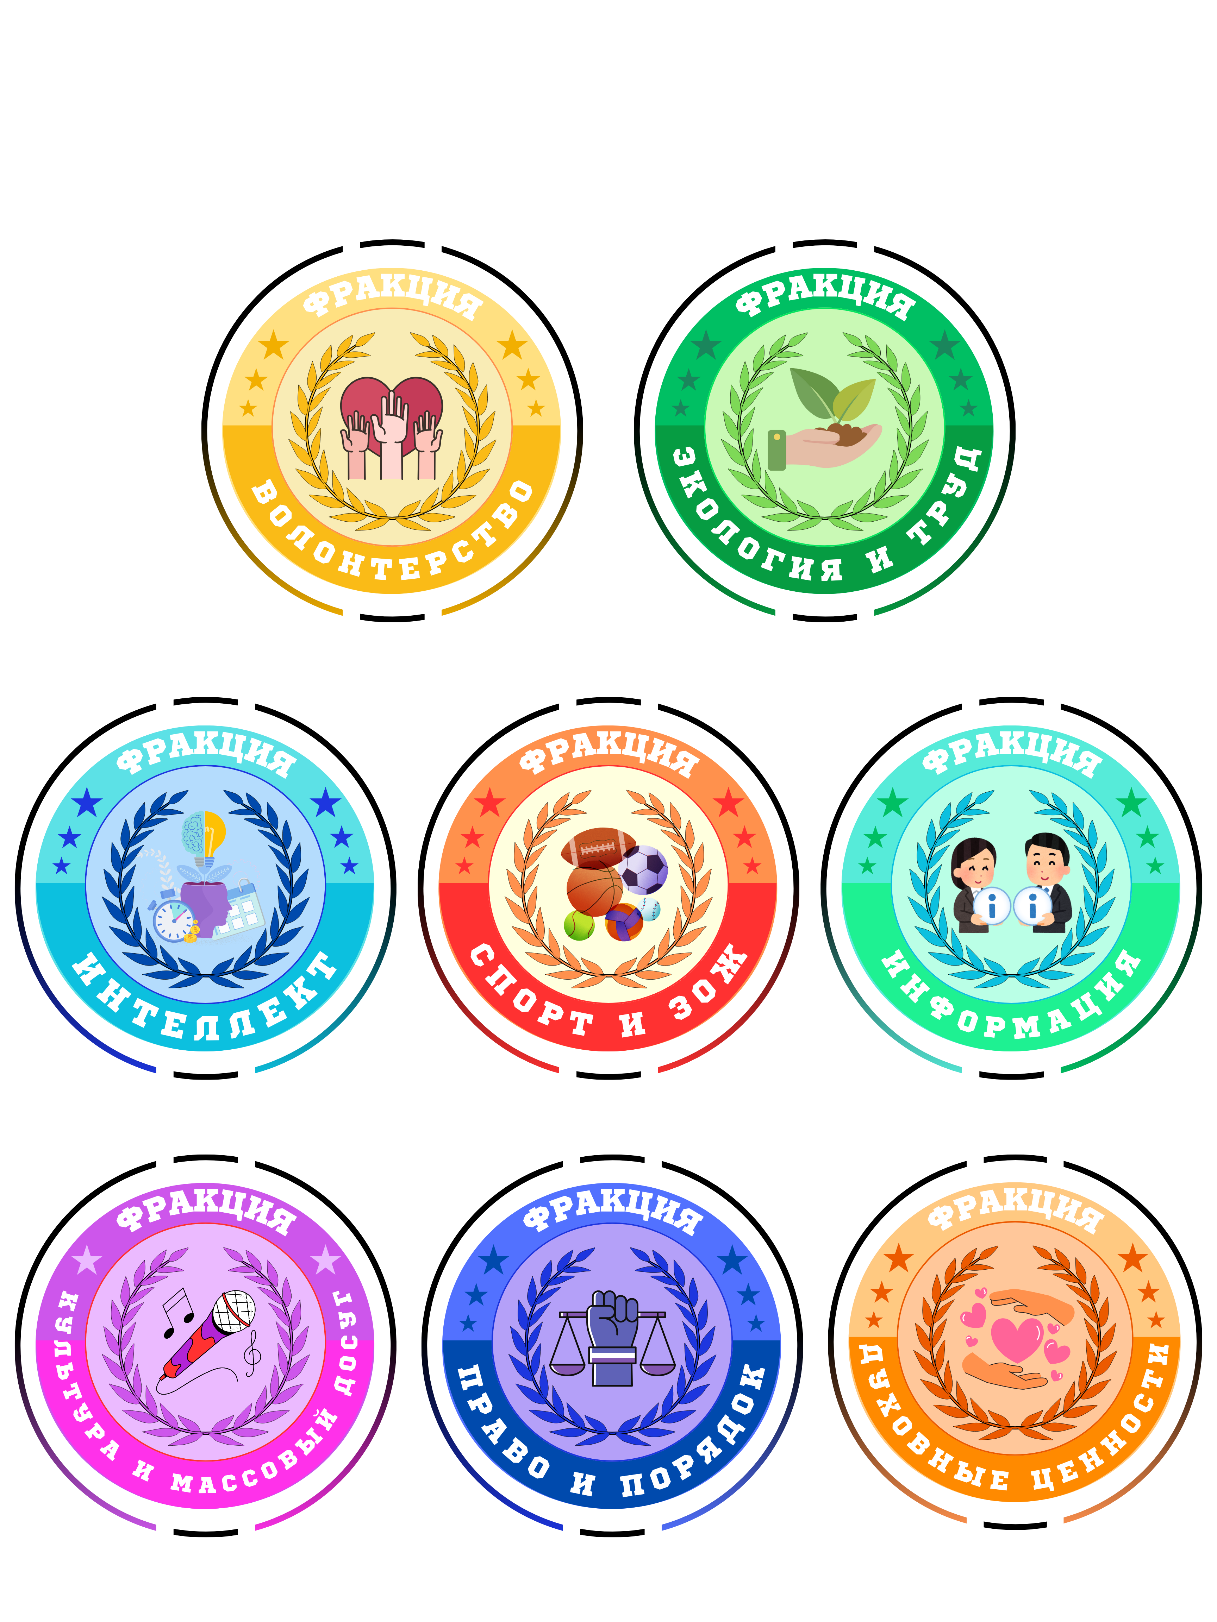 ФРАКЦИЯ
ВОЛОНТЕРСТВО
ФРАКЦИЯ
ЭКОЛОГИЯ И ТРУД
ФРАКЦИЯ
ИНТЕЛЛЕКТ
ФРАКЦИЯ
СПОРТ И ЗОЖ
ФРАКЦИЯ
i i
ИНФОРМАЦИЯ
ФРАКЦИЯ
КУЛЬТУРА И МАССОВЫЙ ДОСУГ
ФРАКЦИЯ
ПРАВО И ПОРЯДОК
ФРАКЦИЯ
ДУХОВНЫЕ ЦЕННОСТИ